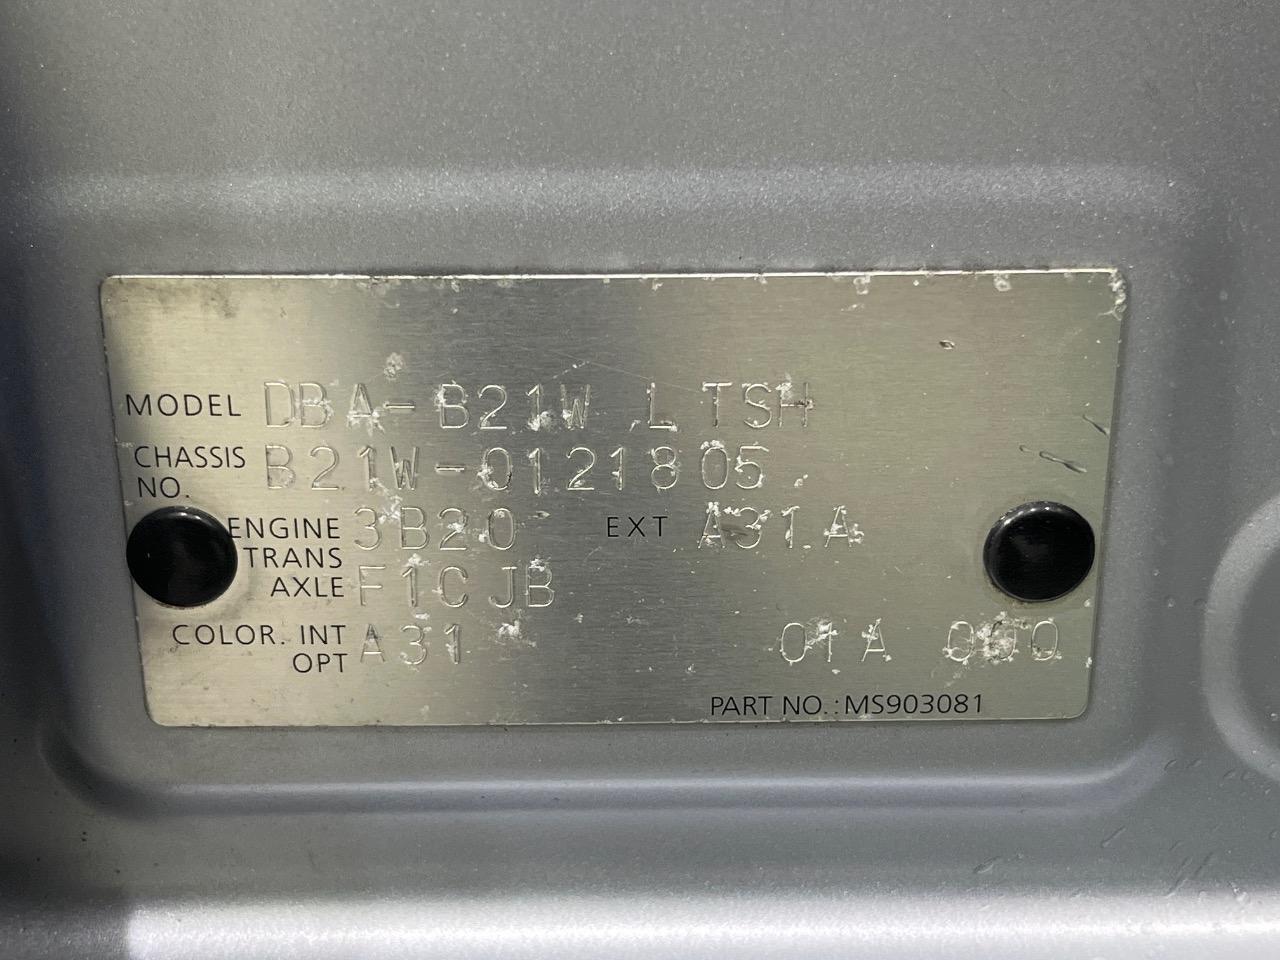 MODEL DBA-B21W LTSH
CHASSIS NO. B21W-0121805
ENGINE 3B20 EXT A31A
TRANS AXLE F1CJB
COLOR. INT OPT A31 01A 000
PART NO.:MS903081